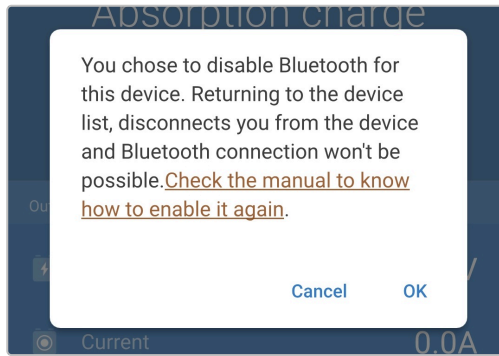 Absorption charge
You chose to disable Bluetooth for
this device. Returning to the device
list, disconnects you from the device
and Bluetooth connection won't be
possible.Check the manual to know
how to enable it again.
Cancel OK
Current 0.0A